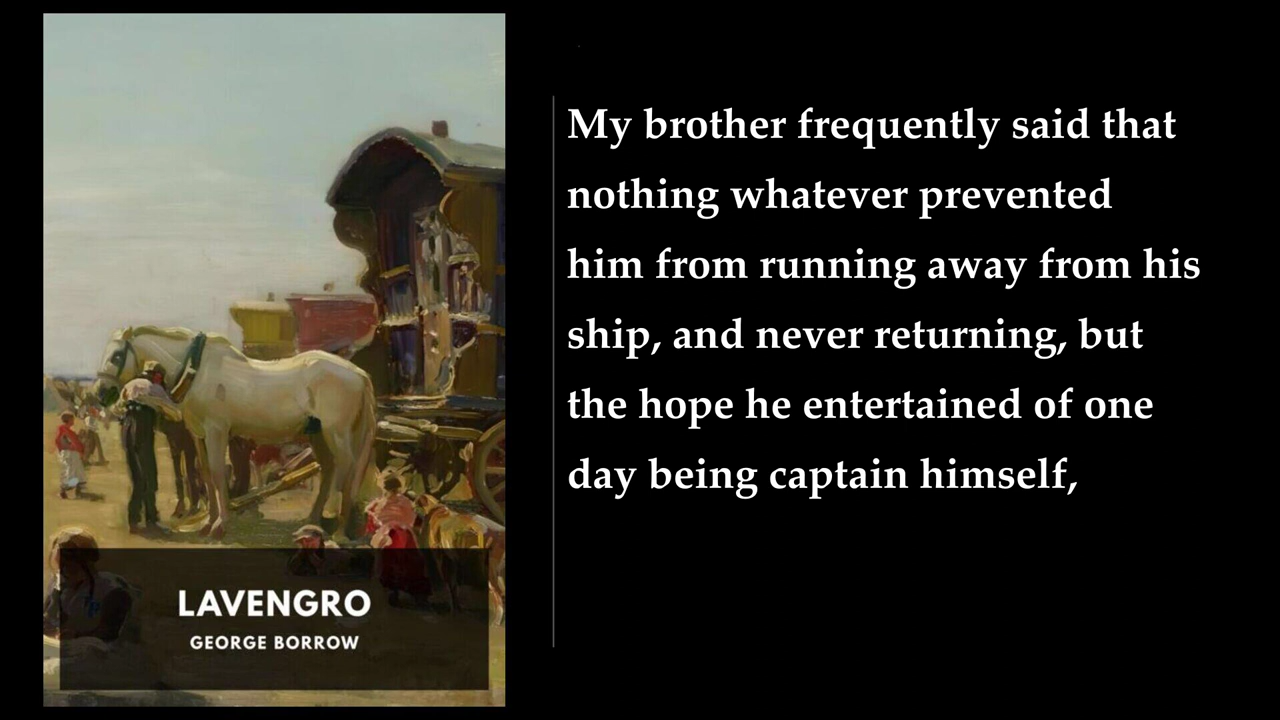 LAVENGRO
GEORGE BORROW
My brother frequently said that
nothing whatever prevented
him from running away from his
ship, and never returning, but
the hope he entertained of one
day being captain himself,